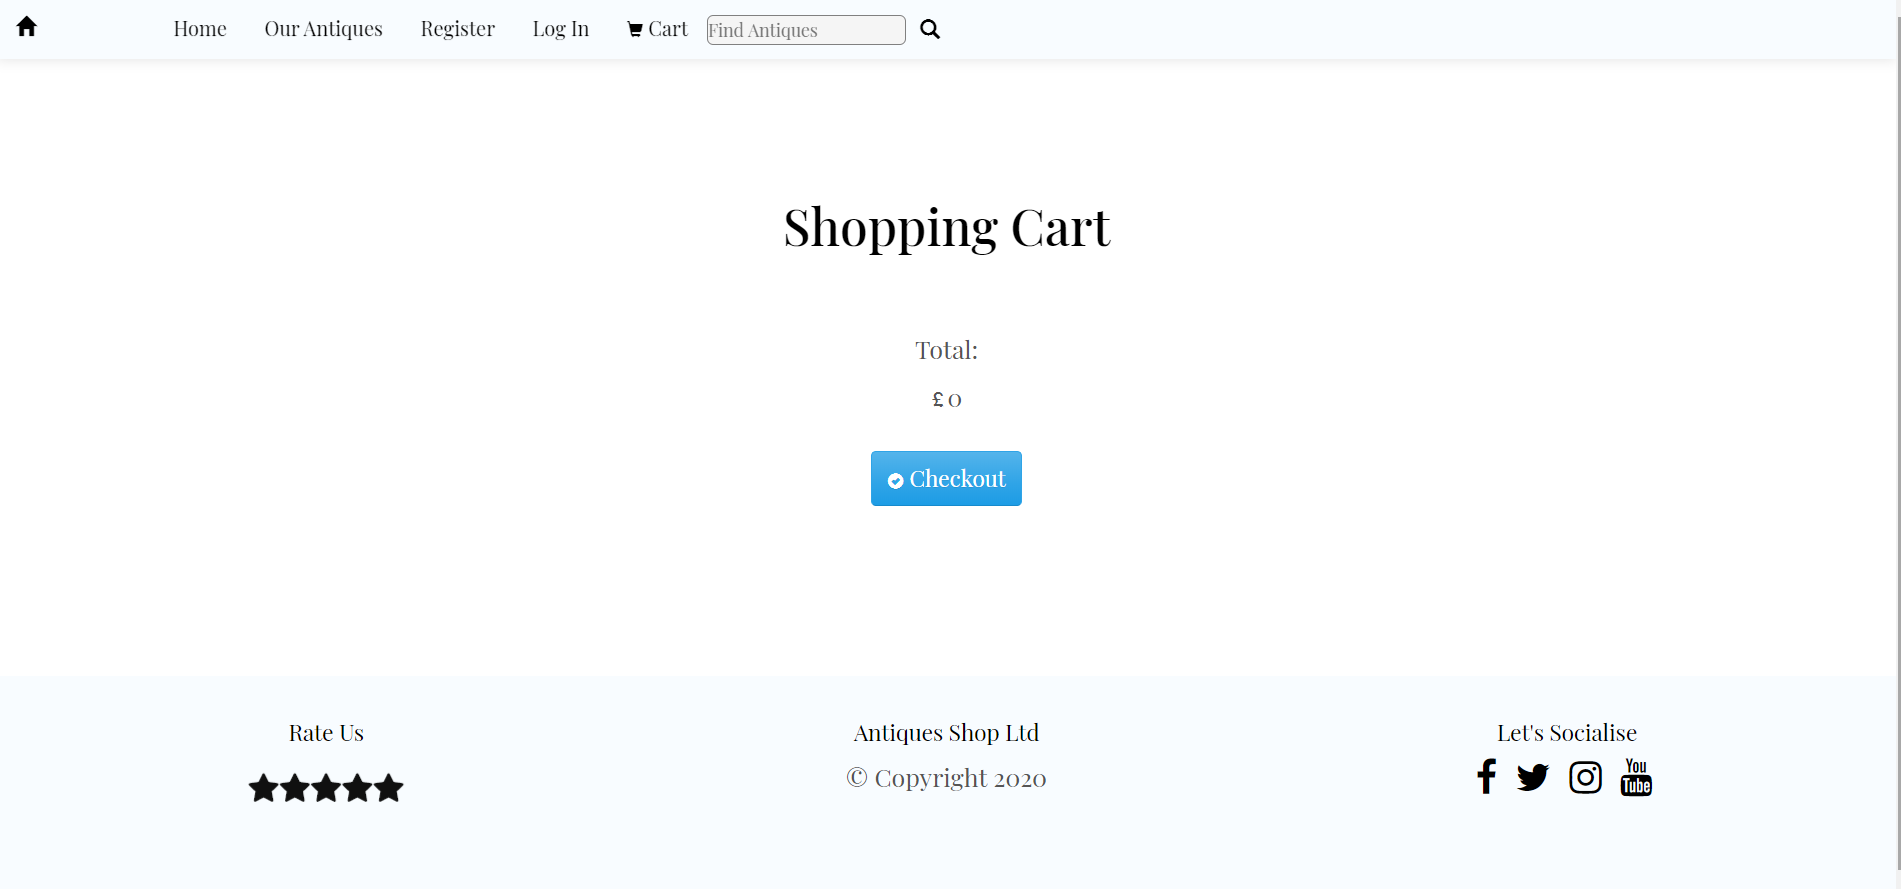 Home Our Antiques Register Log In Cart Find Antiques
Shopping Cart
Total:
£ 0
Checkout
Rate Us Antiques Shop Ltd Let's Socialise
© Copyright 2020
You
Tube